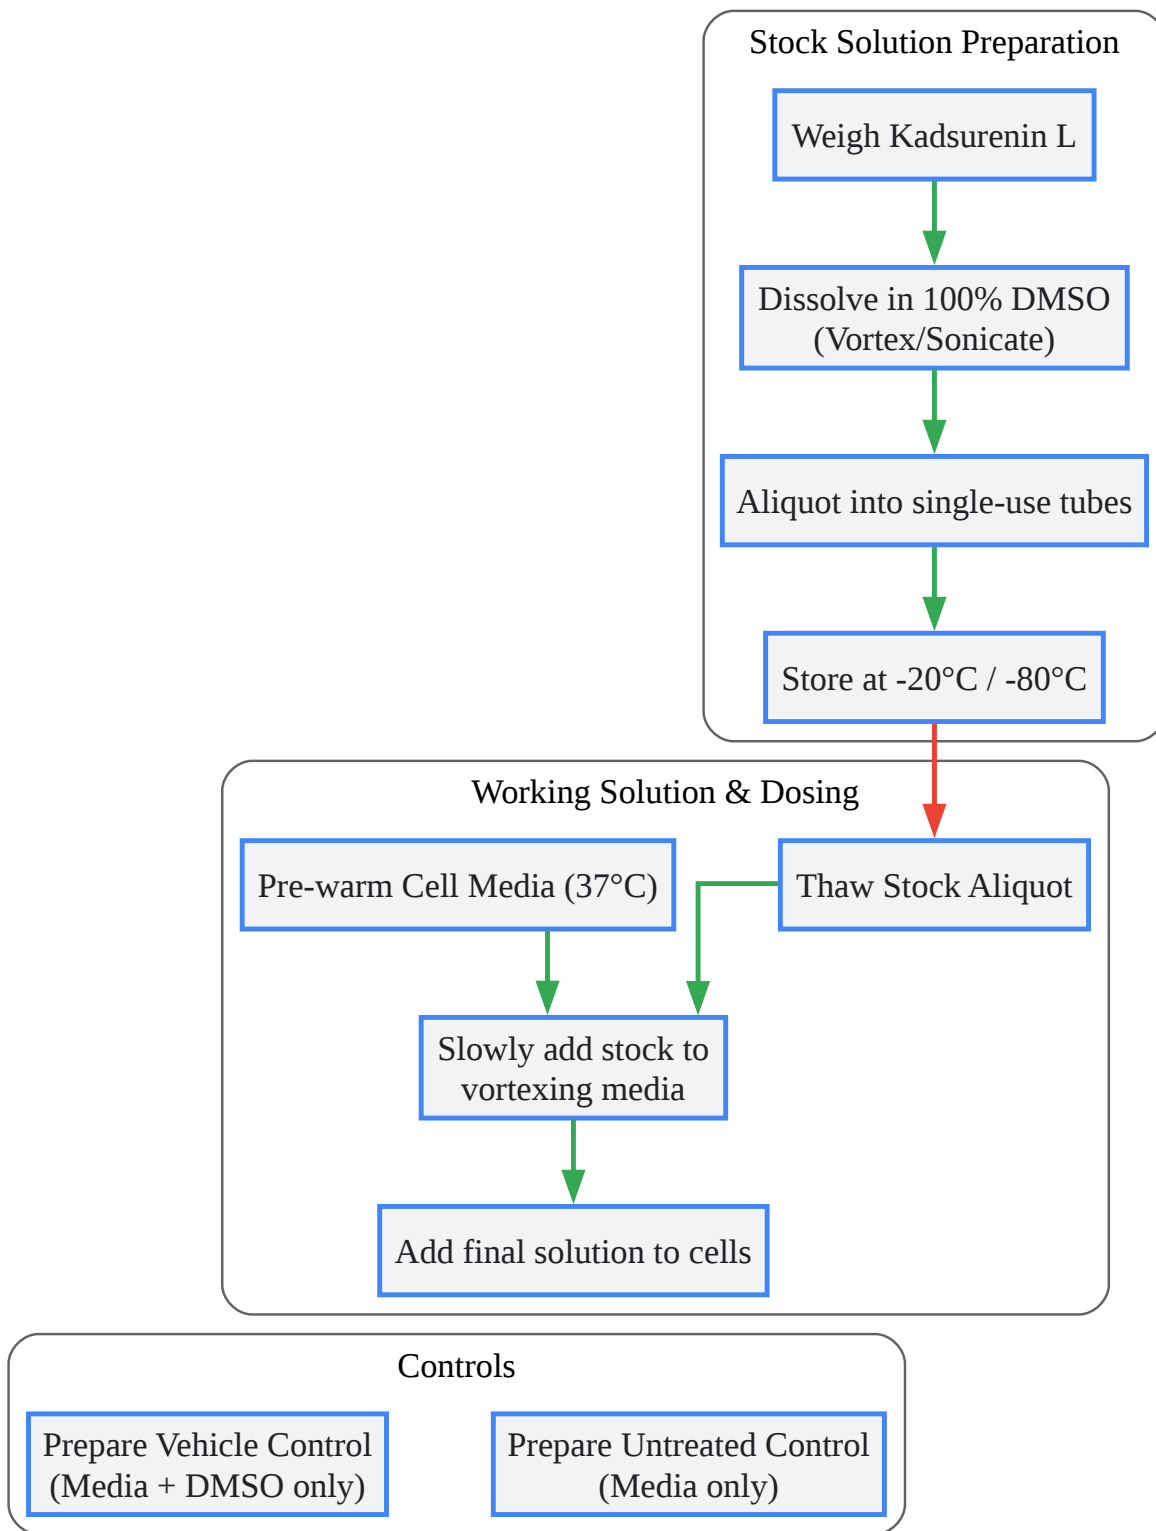 Stock Solution Preparation
Weigh Kadsurenin L
Dissolve in 100% DMSO
(Vortex/Sonicate)
Aliquot into single-use tubes
Store at -20°C / -80°C
Working Solution & Dosing
Pre-warm Cell Media (37°C)
Thaw Stock Aliquot
Slowly add stock to
vortexing media
Add final solution to cells
Controls
Prepare Vehicle Control
(Media + DMSO only)
Prepare Untreated Control
(Media only)